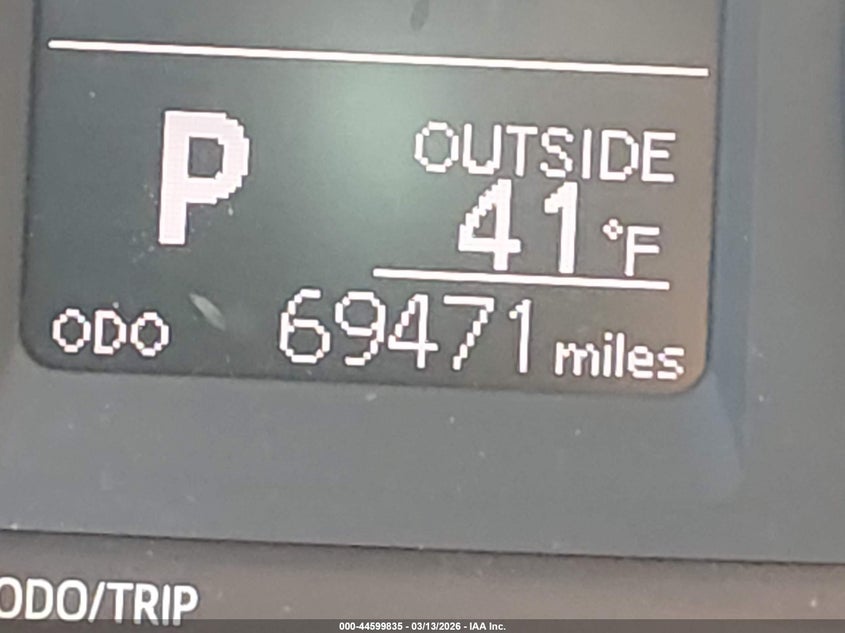 P
OUTSIDE
41 °F
ODO 69471 miles
ODO/TRIP
000-44599835 - 03/13/2026 - IAA Inc.